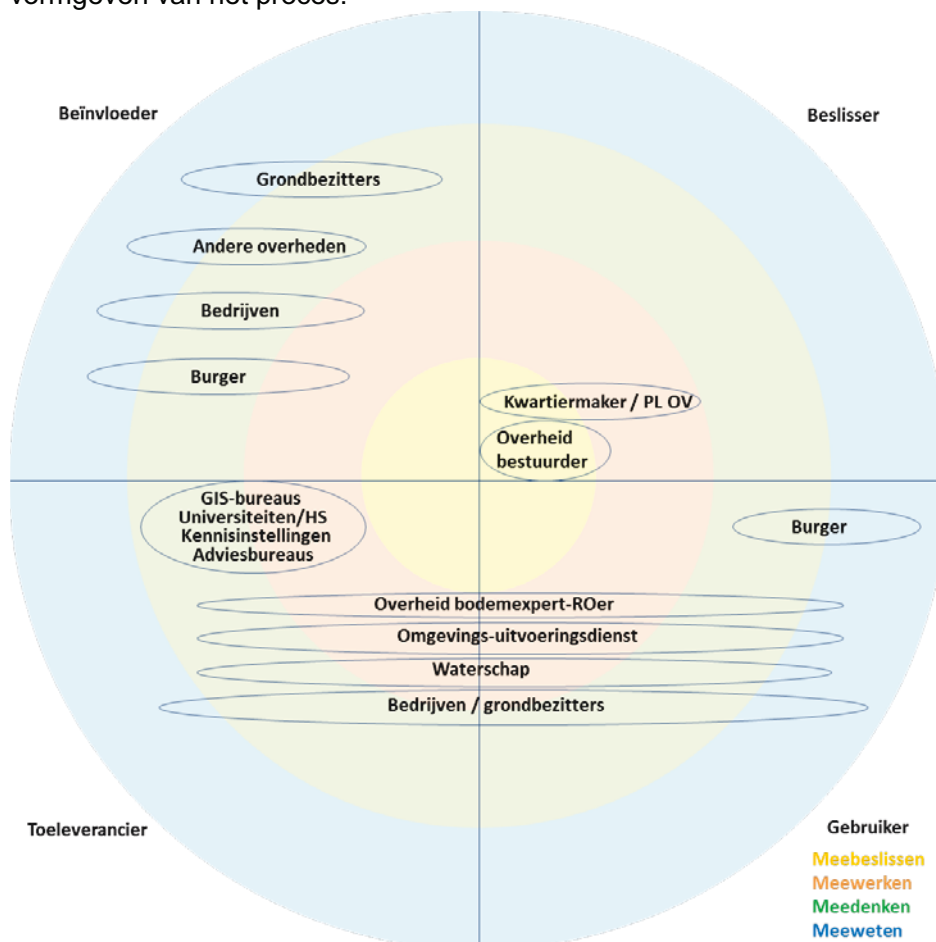 vormgeven van het proces.
Beïnvloeder
Beslisser
Grondbezitters
Andere overheden
Bedrijven
Burger
Kwartiermaker / PL OV
Overheid
bestuurder
GIS-bureaus
Universiteiten/HS
Kennisinstellingen
Adviesbureaus
Burger
Overheid bodemexpert-ROer
Omgevings-uitvoeringsdienst
Waterschap
Bedrijven / grondbezitters
Toeleverancier
Gebruiker
Meebeslissen
Meewerken
Meedenken
Meeweten